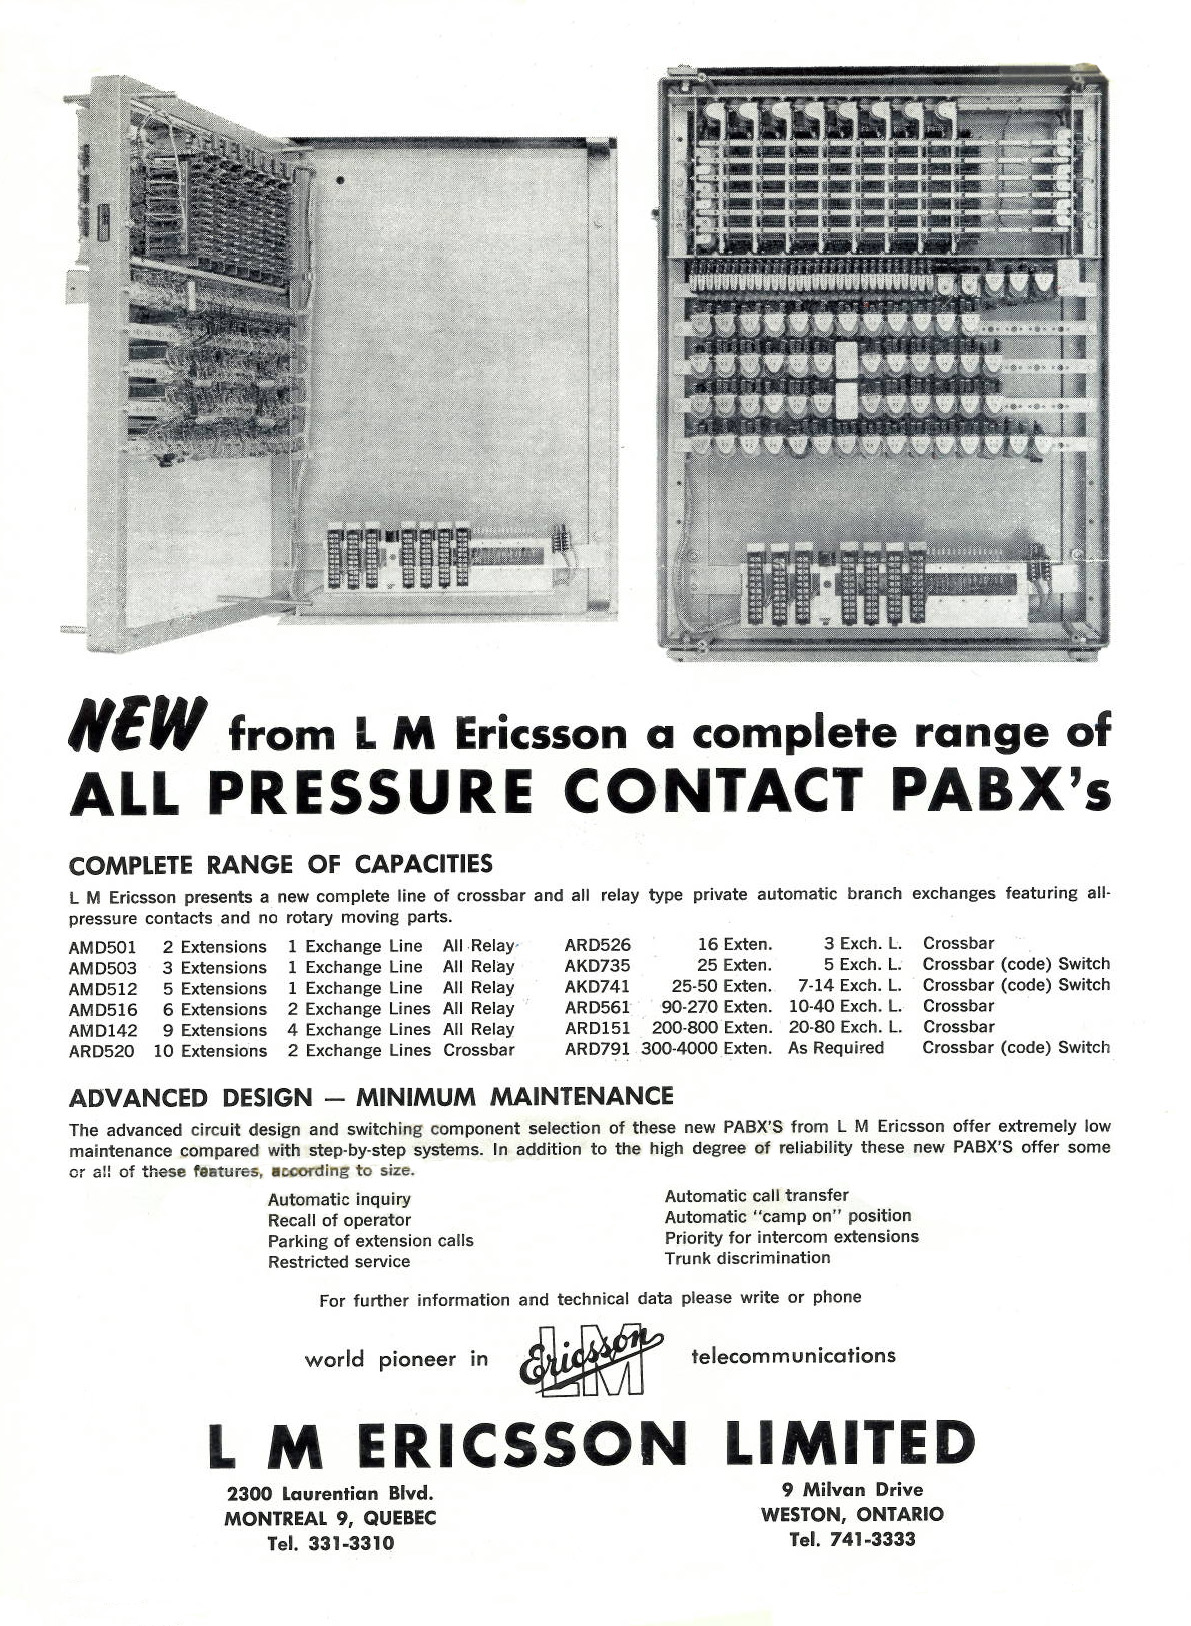 NEW from L M Ericsson a complete range of
ALL PRESSURE CONTACT PABX's
COMPLETE RANGE OF CAPACITIES
L M Ericsson presents a new complete line of crossbar and all relay type private automatic branch exchanges featuring all-
pressure contacts and no rotary moving parts.
AMD501 2 Extensions 1 Exchange Line All Relay
AMD503 3 Extensions 1 Exchange Line All Relay
AMD512 5 Extensions 1 Exchange Line All Relay
AMD516 6 Extensions 2 Exchange Lines All Relay
AMD142 9 Extensions 4 Exchange Lines All Relay
ARD520 10 Extensions 2 Exchange Lines Crossbar
ARD526 16 Exten. 3 Exch. L. Crossbar
AKD735 25 Exten. 5 Exch. L. Crossbar (code) Switch
AKD741 25-50 Exten. 7-14 Exch. L. Crossbar (code) Switch
ARD561 90-270 Exten. 10-40 Exch. L. Crossbar
ARD151 200-800 Exten. 20-80 Exch. L. Crossbar
ARD791 300-4000 Exten. As Required Crossbar (code) Switch
ADVANCED DESIGN — MINIMUM MAINTENANCE
The advanced circuit design and switching component selection of these new PABX'S from L M Ericsson offer extremely low
maintenance compared with step-by-step systems. In addition to the high degree of reliability these new PABX'S offer some
or all of these features, according to size.
Automatic inquiry
Recall of operator
Parking of extension calls
Restricted service
Automatic call transfer
Automatic "camp on" position
Priority for intercom extensions
Trunk discrimination
For further information and technical data please write or phone
world pioneer in LM Ericsson telecommunications
L M ERICSSON LIMITED
2300 Laurentian Blvd.
MONTREAL 9, QUEBEC
Tel. 331-3310
9 Milvan Drive
WESTON, ONTARIO
Tel. 741-3333